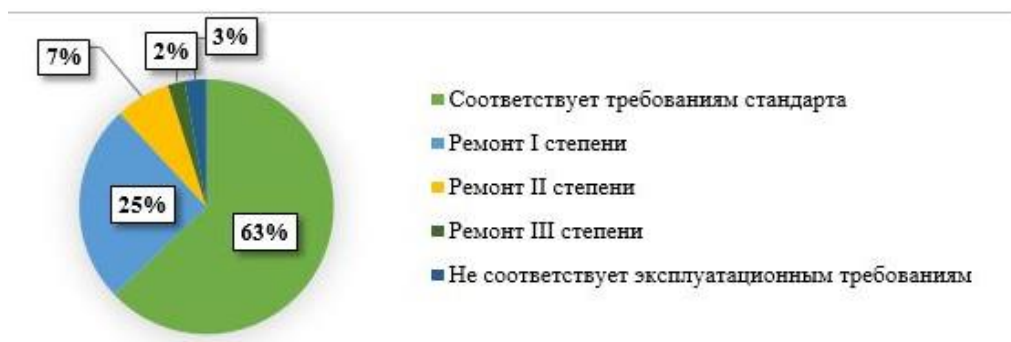 7%
2%
3%
25%
63%
Соответствует требованиям стандарта
Ремонт I степени
Ремонт II степени
Ремонт III степени
Не соответствует эксплуатационным требованиям